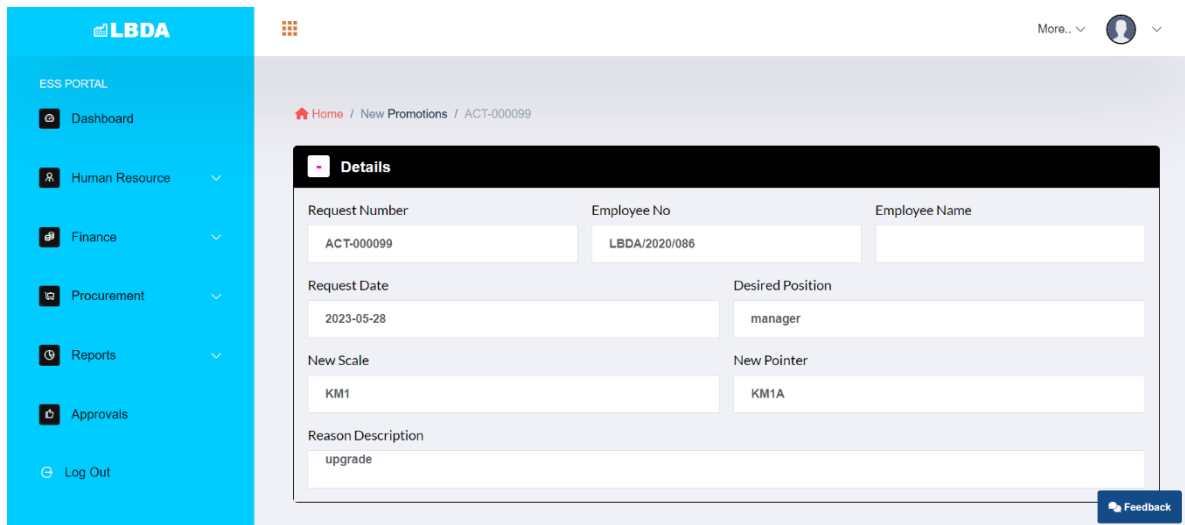 LBDA
More..
ESS PORTAL
Dashboard
Human Resource
Finance
Procurement
Reports
Approvals
Log Out
Home / New Promotions / ACT-000099
- Details
Request Number Employee No Employee Name
ACT-000099 LBDA/2020/086
Request Date Desired Position
2023-05-28 manager
New Scale New Pointer
KM1 KM1A
Reason Description
upgrade
Feedback